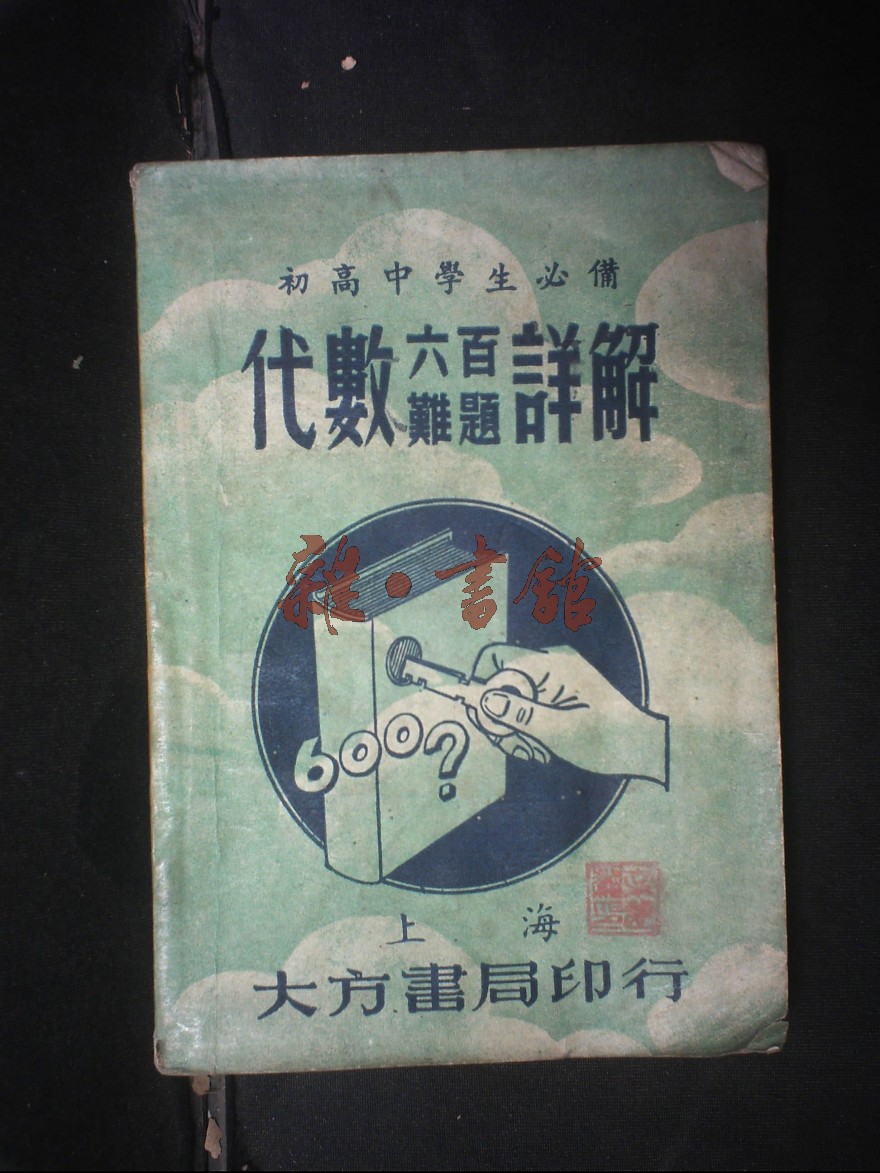 初高中學生必備
代數六百難題詳解
雜·書館
600?
上海
大方書局印行